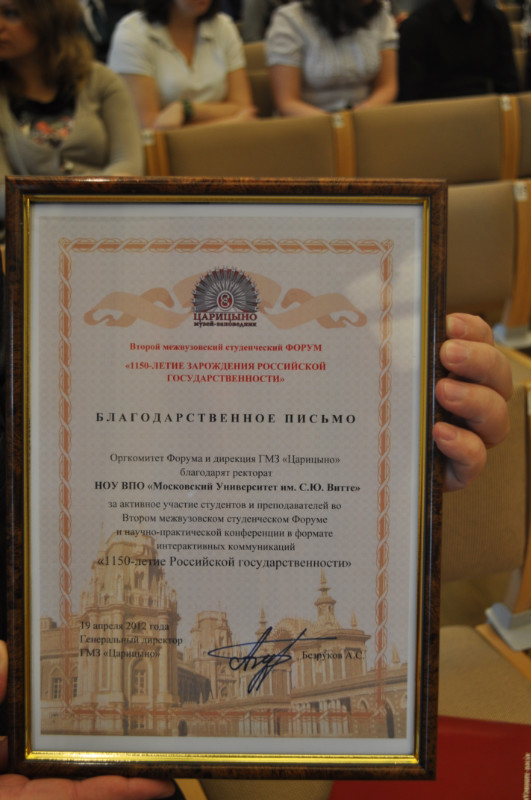 ЦАРИЦЫНО
музей-заповедник
Второй межвузовский студенческий ФОРУМ
«1150-ЛЕТИЕ ЗАРОЖДЕНИЯ РОССИЙСКОЙ
ГОСУДАРСТВЕННОСТИ»
БЛАГОДАРСТВЕННОЕ ПИСЬМО
Оргкомитет Форума и дирекция ГМЗ «Царицыно»
благодарят ректорат
НОУ ВПО «Московский Университет им. С.Ю. Витте»
за активное участие студентов и преподавателей во
Втором межвузовском студенческом Форуме
и научно-практической конференции в формате
интерактивных коммуникаций
«1150-летие Российской государственности»
19 апреля 2012 года
Генеральный директор
ГМЗ «Царицыно»
Безруков А.С.